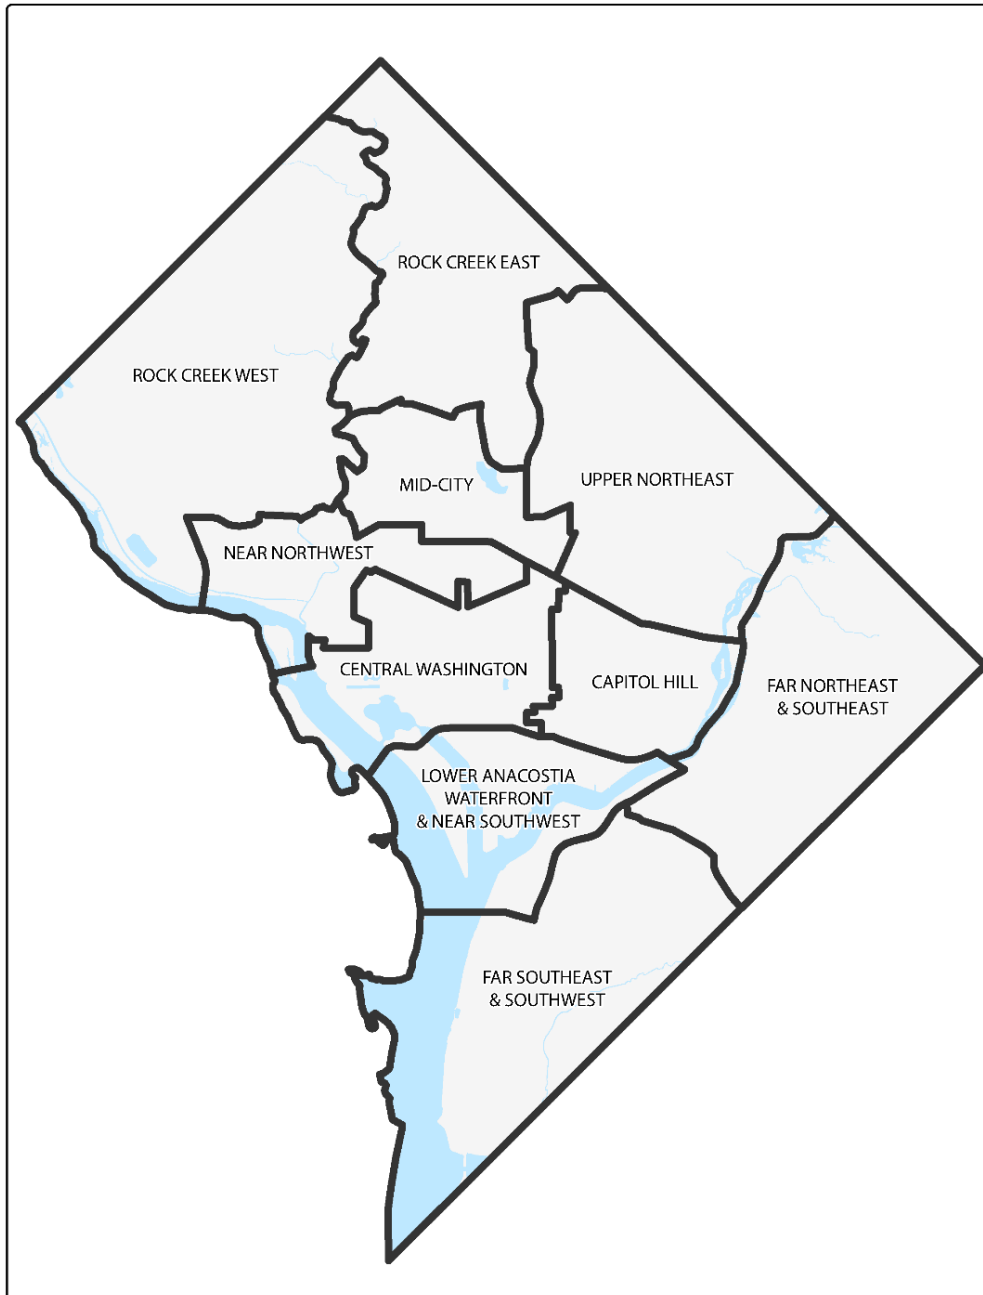 ROCK CREEK EAST
ROCK CREEK WEST
MID-CITY
UPPER NORTHEAST
NEAR NORTHWEST
CENTRAL WASHINGTON
CAPITOL HILL
FAR NORTHEAST
& SOUTHEAST
LOWER ANACOSTIA
WATERFRONT
& NEAR SOUTHWEST
FAR SOUTHEAST
& SOUTHWEST